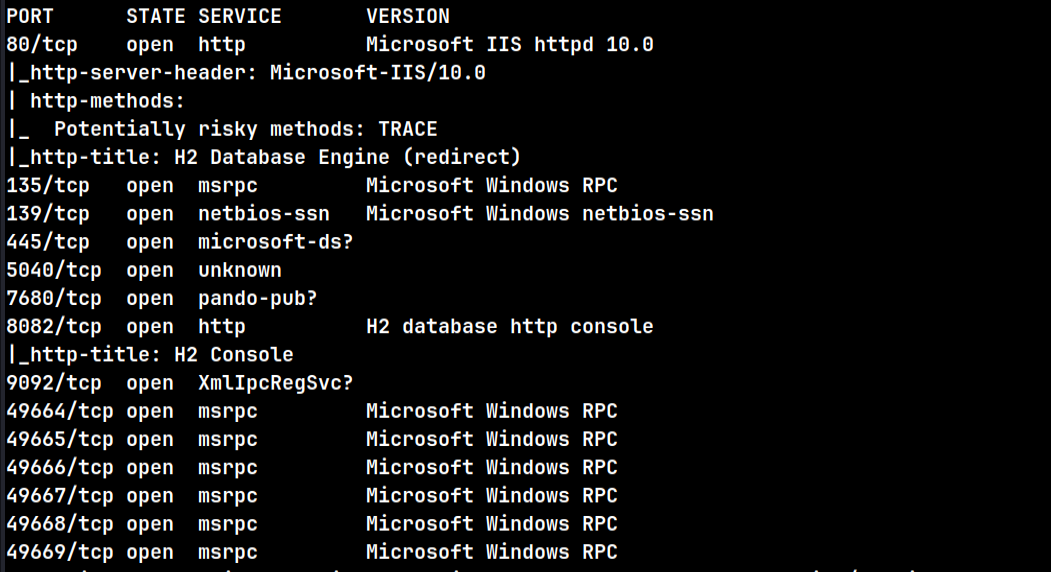 PORT STATE SERVICE VERSION
80/tcp open http Microsoft IIS httpd 10.0
|_http-server-header: Microsoft-IIS/10.0
| http-methods:
|_ Potentially risky methods: TRACE
|_http-title: H2 Database Engine (redirect)
135/tcp open msrpc Microsoft Windows RPC
139/tcp open netbios-ssn Microsoft Windows netbios-ssn
445/tcp open microsoft-ds?
5040/tcp open unknown
7680/tcp open pando-pub?
8082/tcp open http H2 database http console
|_http-title: H2 Console
9092/tcp open XmlIpcRegSvc?
49664/tcp open msrpc Microsoft Windows RPC
49665/tcp open msrpc Microsoft Windows RPC
49666/tcp open msrpc Microsoft Windows RPC
49667/tcp open msrpc Microsoft Windows RPC
49668/tcp open msrpc Microsoft Windows RPC
49669/tcp open msrpc Microsoft Windows RPC